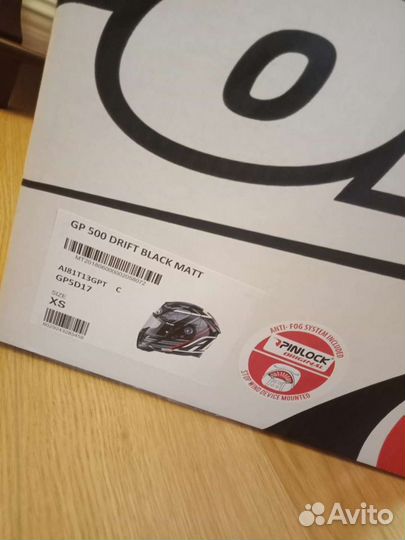 GP 500 DRIFT BLACK MATT
AI81T13GPT C
GP5D17
SIZE
XS
ANTI-FOG SYSTEM INCLUDED
PINLOCK
ORIGINAL
STOP WIND DEVICE MOUNTED
Avito